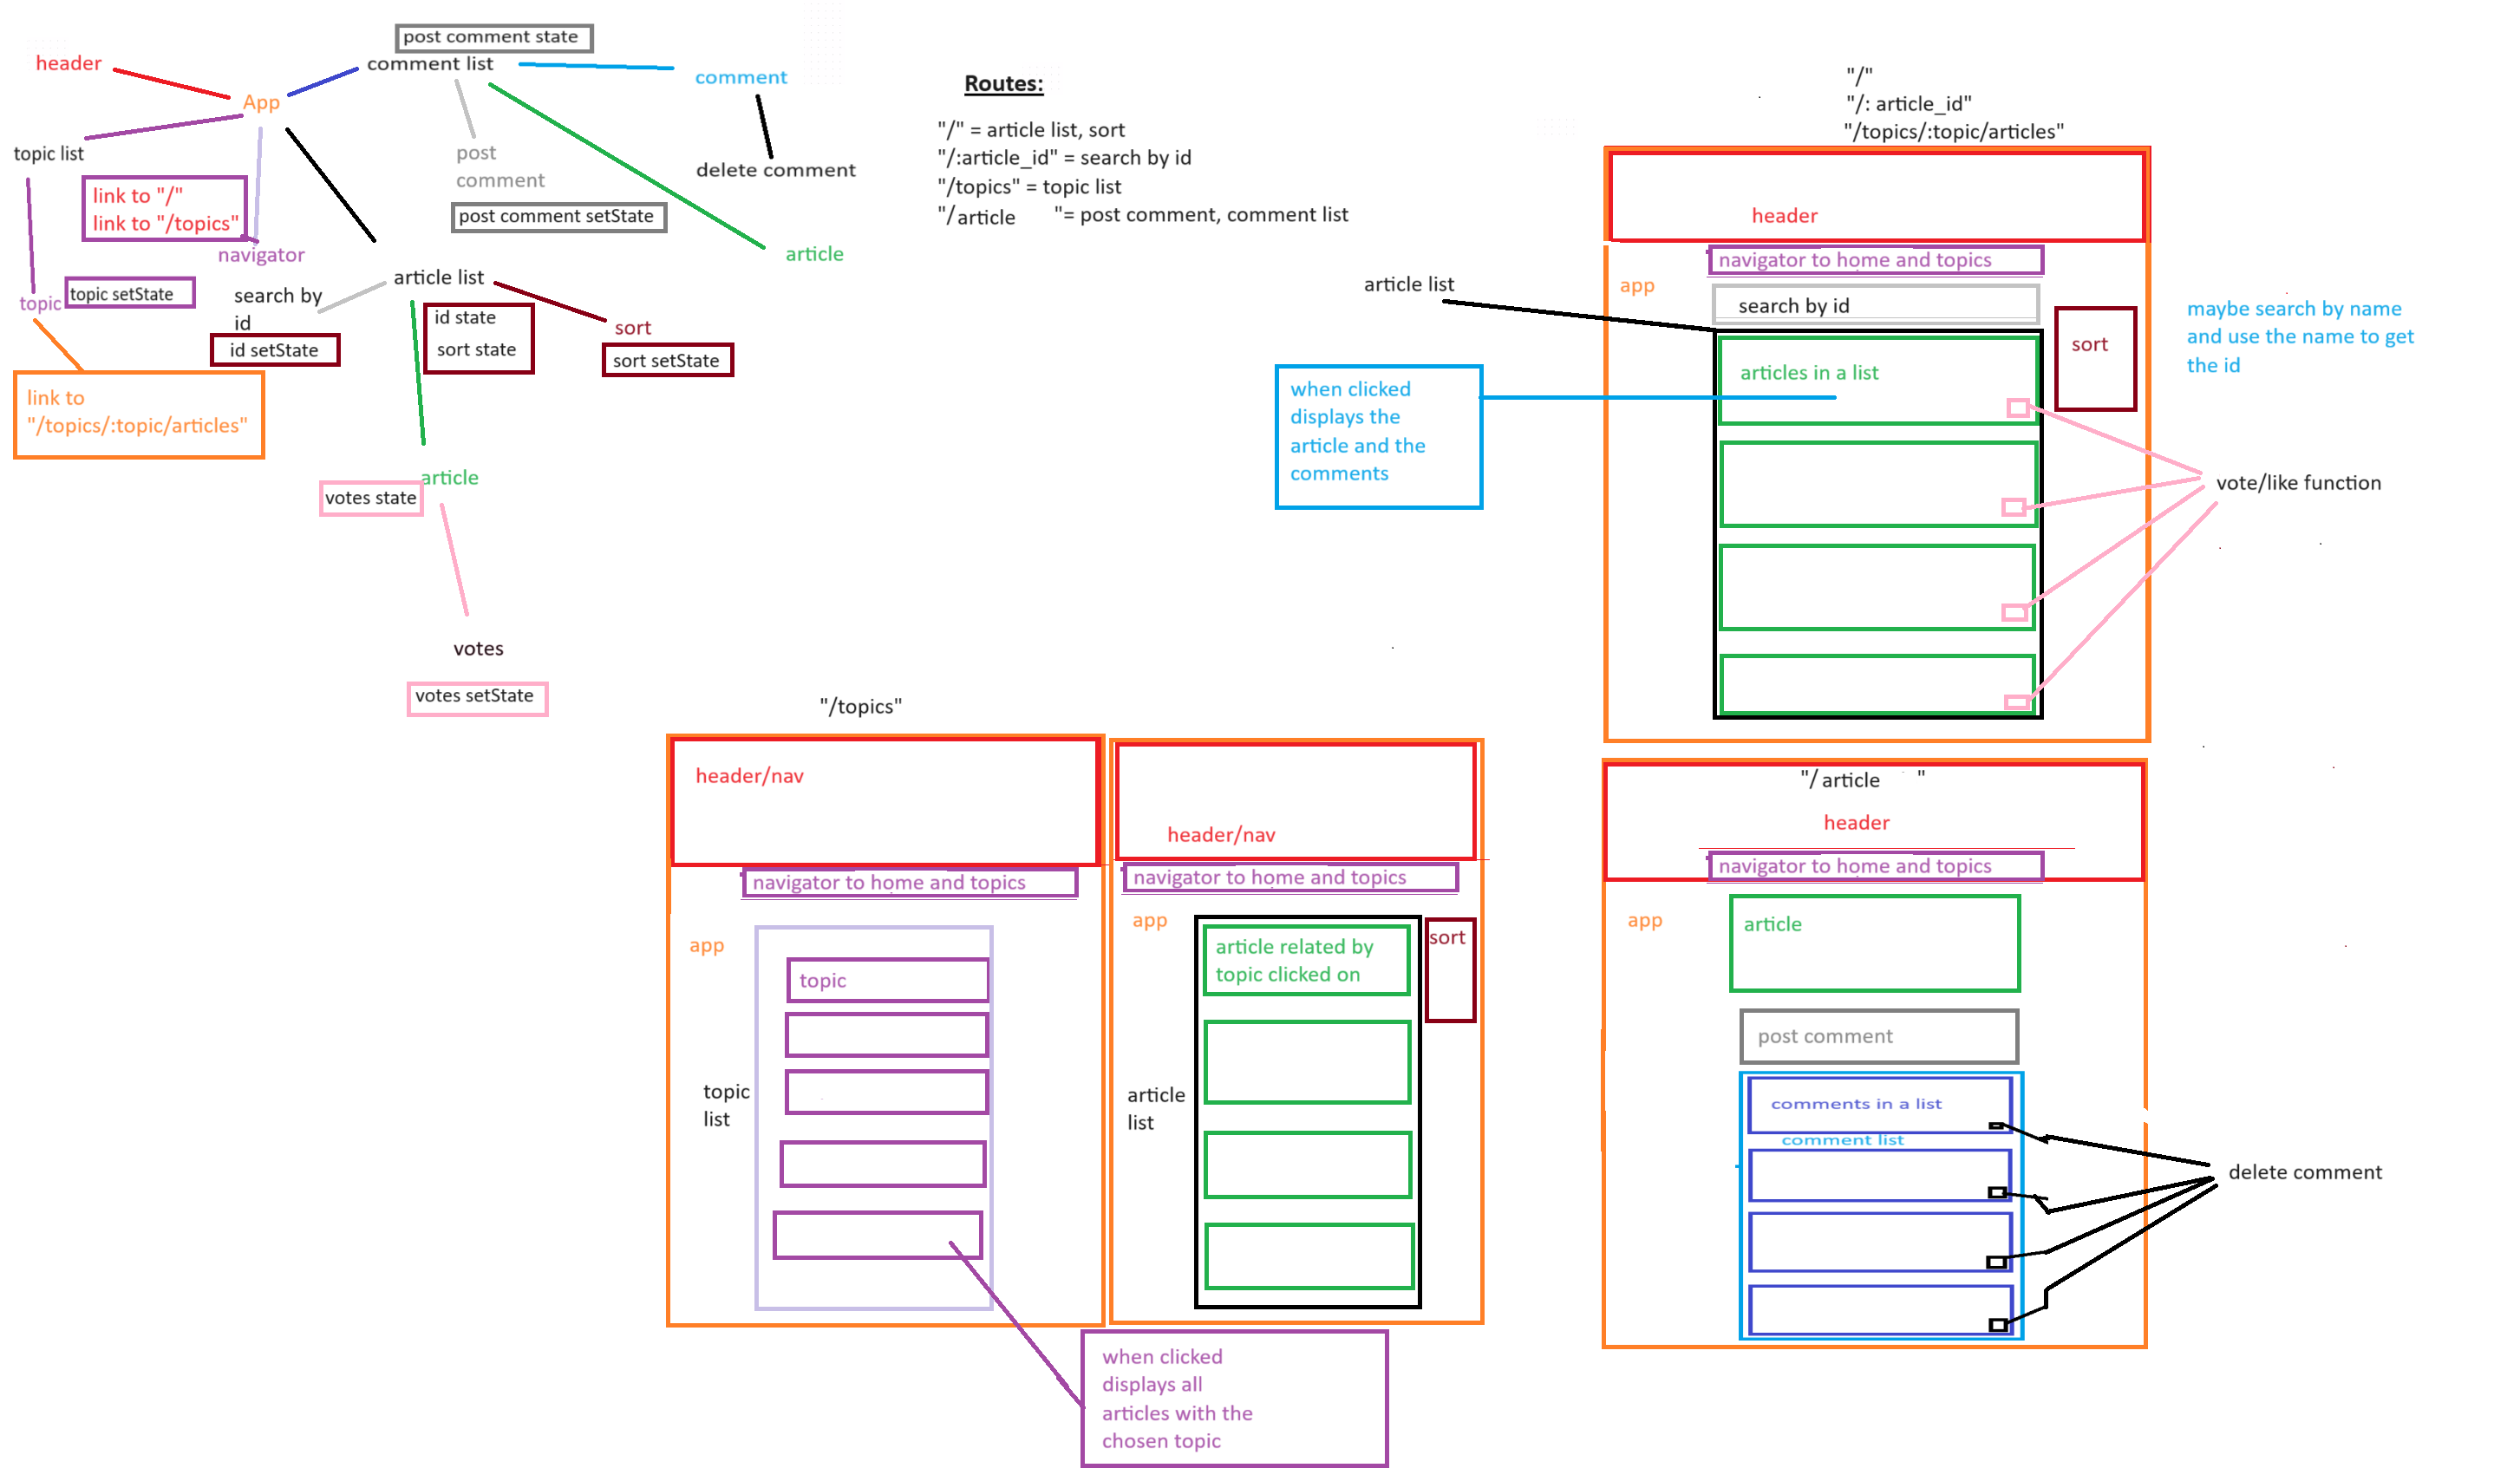 post comment state
header
comment list
comment
App
topic list
link to "/"
link to "/topics"
navigator
post
comment
post comment setState
delete comment
article
topic
topic setState
search by
id
id setState
article list
id state
sort state
sort
sort setState
link to
"/topics/:topic/articles"
article
votes state
votes
votes setState
Routes:
"/" = article list, sort
"/:article_id" = search by id
"/topics" = topic list
"/article "= post comment, comment list
"/"
"/: article_id"
"/topics/:topic/articles"
header
navigator to home and topics
app
article list
search by id
sort
maybe search by name
and use the name to get
the id
articles in a list
when clicked
displays the
article and the
comments
vote/like function
"/topics"
header/nav
navigator to home and topics
app
topic
topic
list
header/nav
navigator to home and topics
app
article related by
topic clicked on
sort
article
list
when clicked
displays all
articles with the
chosen topic
"/ article "
header
navigator to home and topics
app
article
post comment
comments in a list
comment list
delete comment